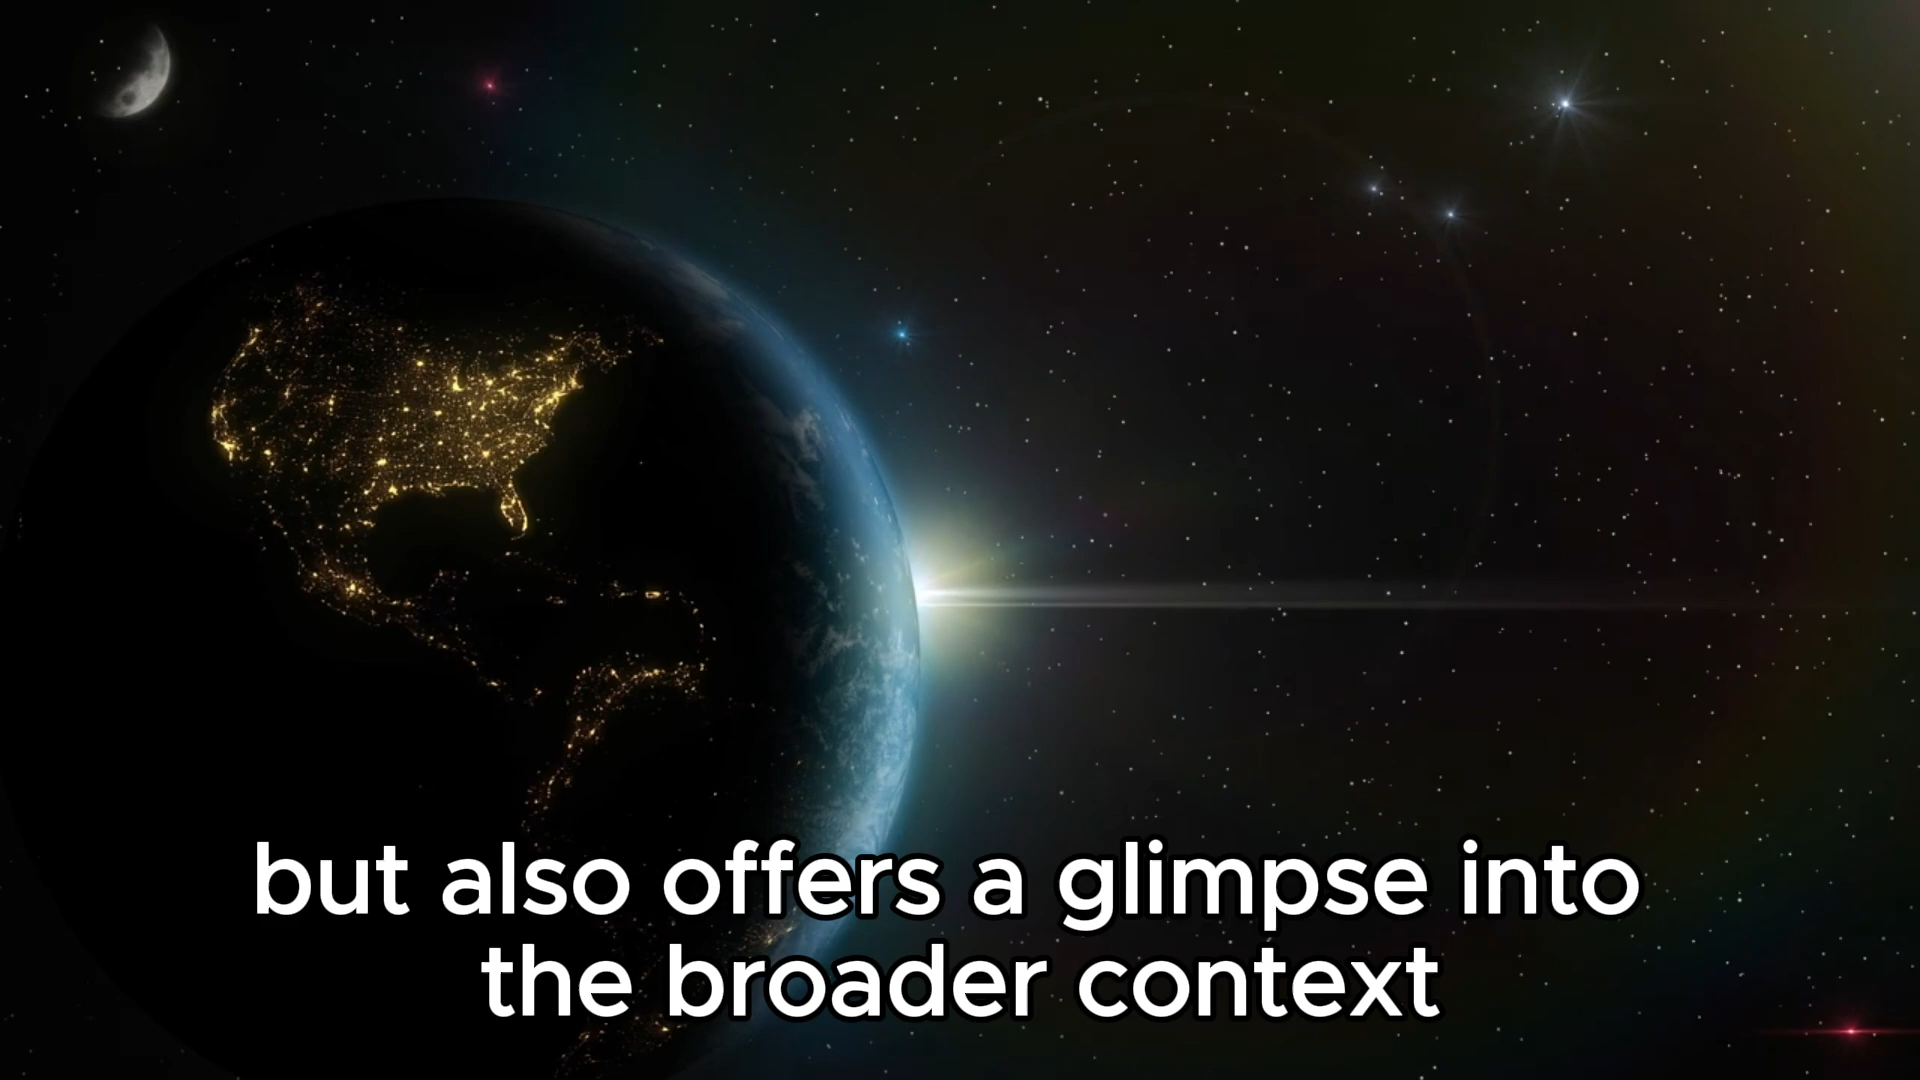 but also offers a glimpse into
the broader context